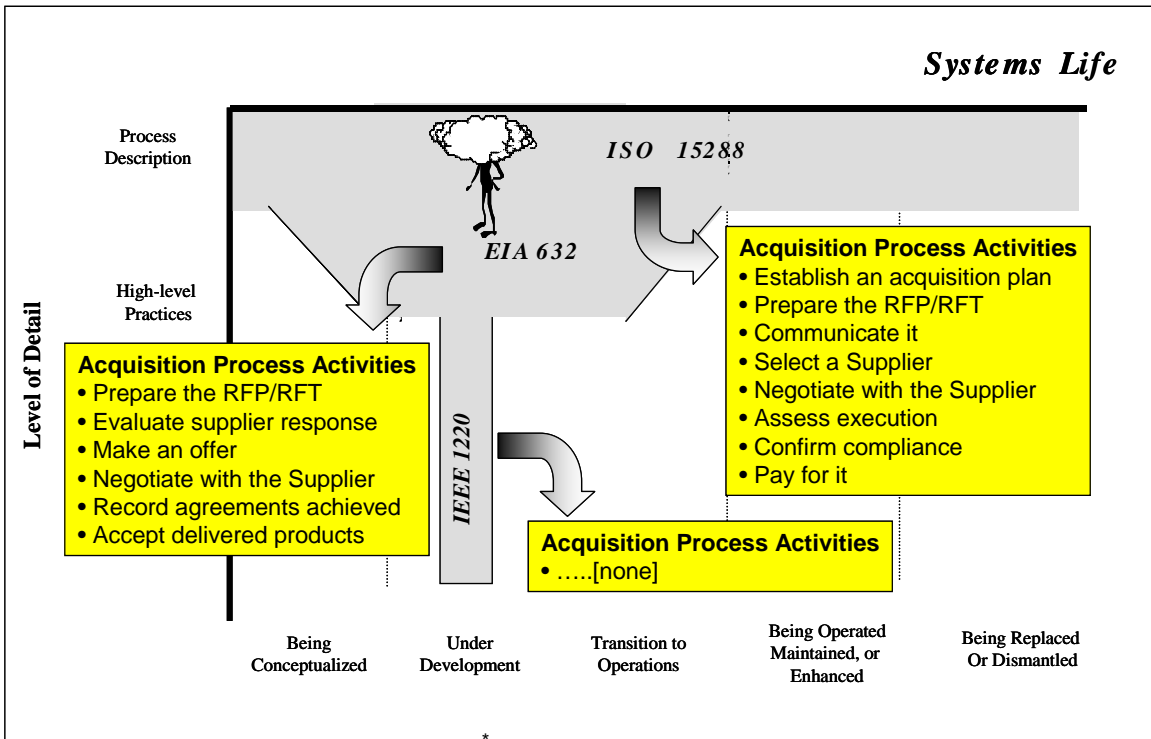 Systems Life
Process
Description
ISO 15288
EIA 632
High-level
Practices
Level of Detail
Acquisition Process Activities
• Establish an acquisition plan
• Prepare the RFP/RFT
• Communicate it
• Select a Supplier
• Negotiate with the Supplier
• Assess execution
• Confirm compliance
• Pay for it
Acquisition Process Activities
• Prepare the RFP/RFT
• Evaluate supplier response
• Make an offer
• Negotiate with the Supplier
• Record agreements achieved
• Accept delivered products
IEEE 1220
Acquisition Process Activities
• …..[none]
Being
Conceptualized
Under
Development
Transition to
Operations
Being Operated
Maintained, or
Enhanced
Being Replaced
Or Dismantled
*